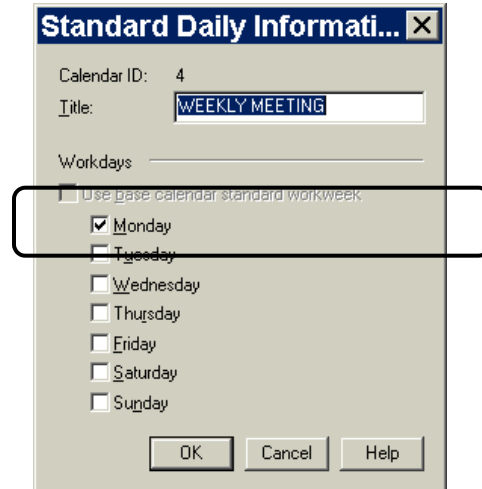 Standard Daily Informati...
Calendar ID: 4
Title: WEEKLY MEETING
Workdays
Use base calendar standard workweek
Monday
Tuesday
Wednesday
Thursday
Friday
Saturday
Sunday
OK Cancel Help